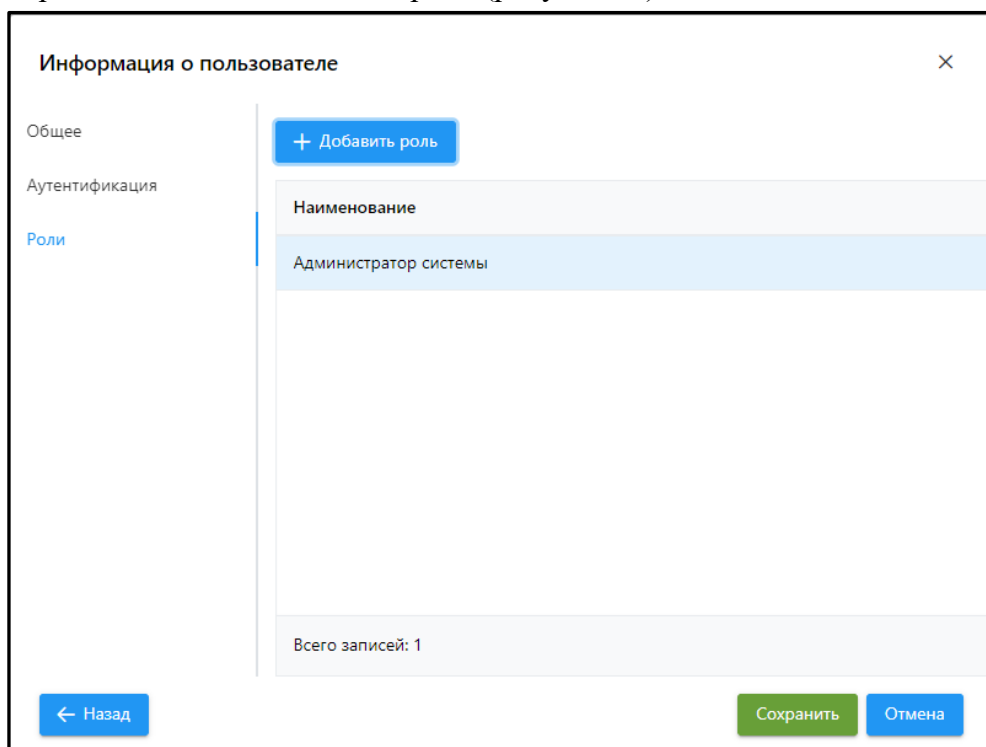 Информация о пользователе
Общее
Аутентификация
Роли
+ Добавить роль
Наименование
Администратор системы
Всего записей: 1
← Назад
Сохранить
Отмена